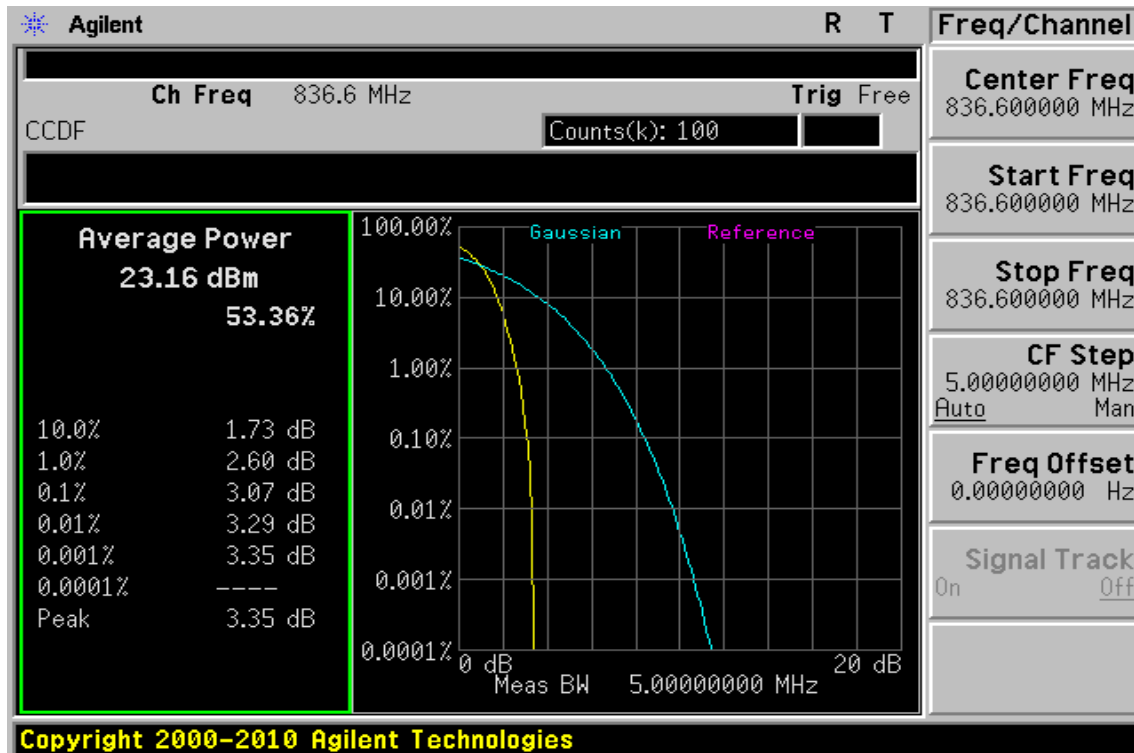 Agilent R T
Ch Freq 836.6 MHz Trig Free
CCDF Counts(k): 100
Average Power
23.16 dBm
53.36%
10.0% 1.73 dB
1.0% 2.60 dB
0.1% 3.07 dB
0.01% 3.29 dB
0.001% 3.35 dB
0.0001% ----
Peak 3.35 dB
Gaussian Reference
100.00%
10.00%
1.00%
0.10%
0.01%
0.001%
0.0001%
0 dB 20 dB
Meas BW 5.00000000 MHz
Freq/Channel
Center Freq
836.600000 MHz
Start Freq
836.600000 MHz
Stop Freq
836.600000 MHz
CF Step
5.00000000 MHz
Auto Man
Freq Offset
0.00000000 Hz
Signal Track
On Off
Copyright 2000-2010 Agilent Technologies